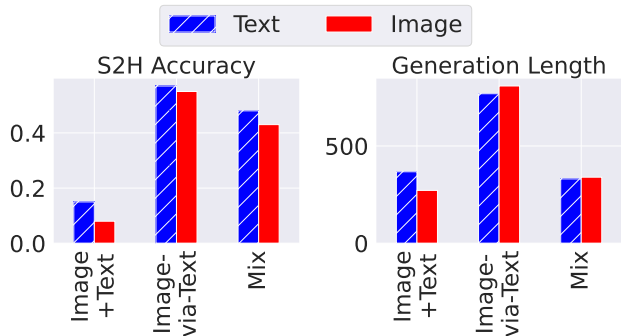 Text Image
S2H Accuracy
0.4
0.2
0.0
Image
+Text
Image-
via-Text
Mix
Generation Length
500
0
Image
+Text
Image-
via-Text
Mix